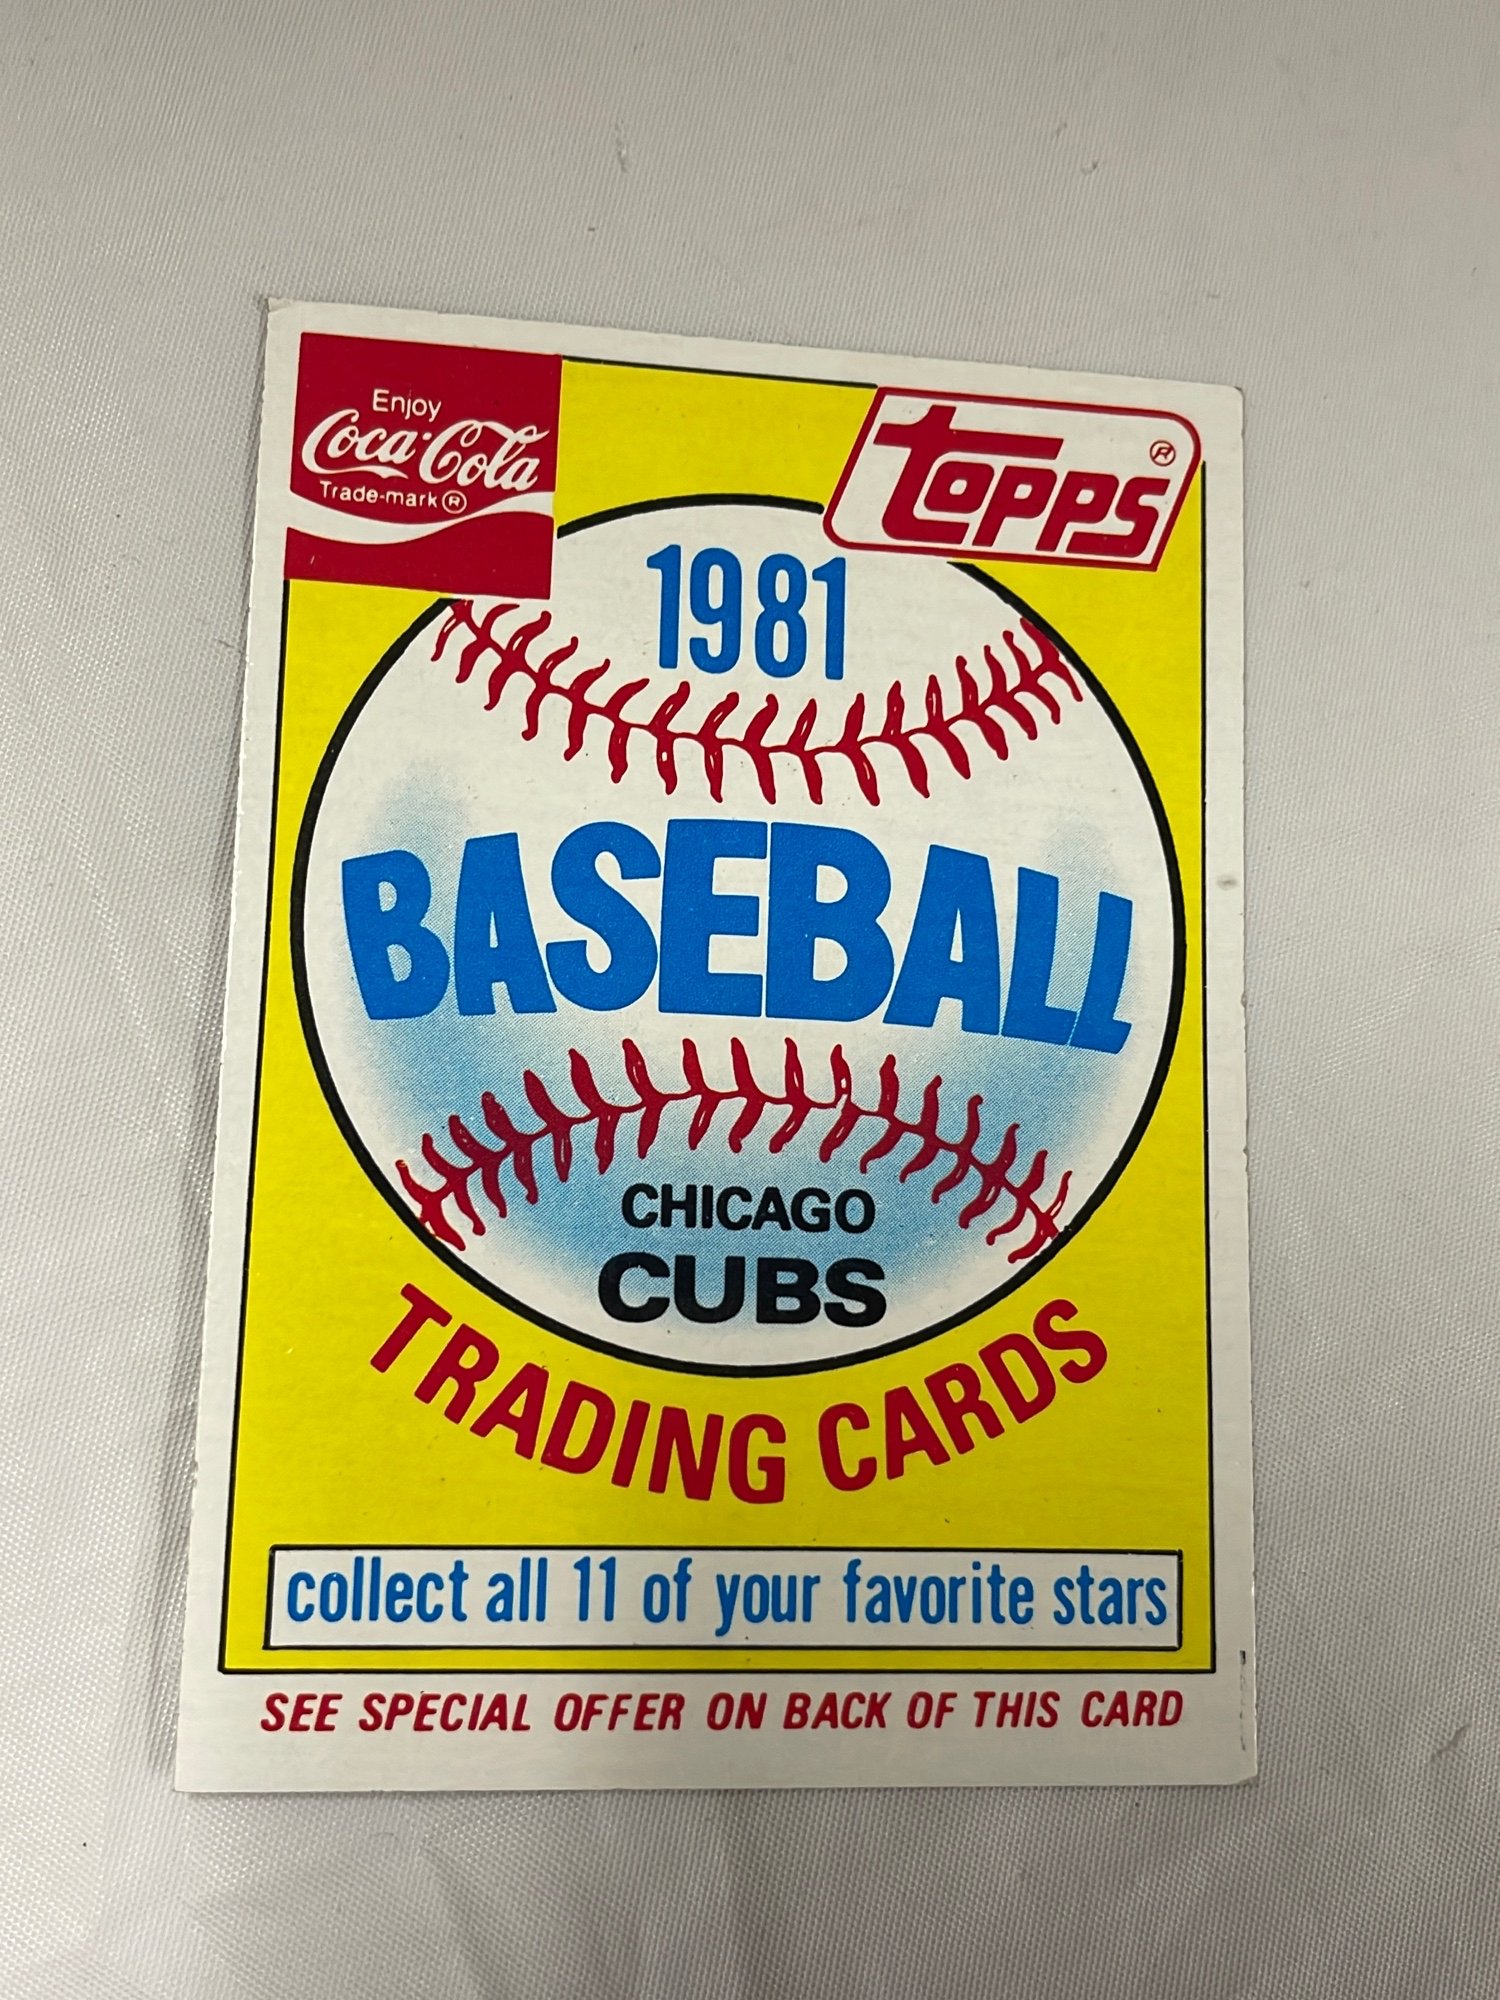 Enjoy
Coca-Cola
Trade-mark ®
TOPPS ®
1981
BASEBALL
CHICAGO
CUBS
TRADING CARDS
collect all 11 of your favorite stars
SEE SPECIAL OFFER ON BACK OF THIS CARD